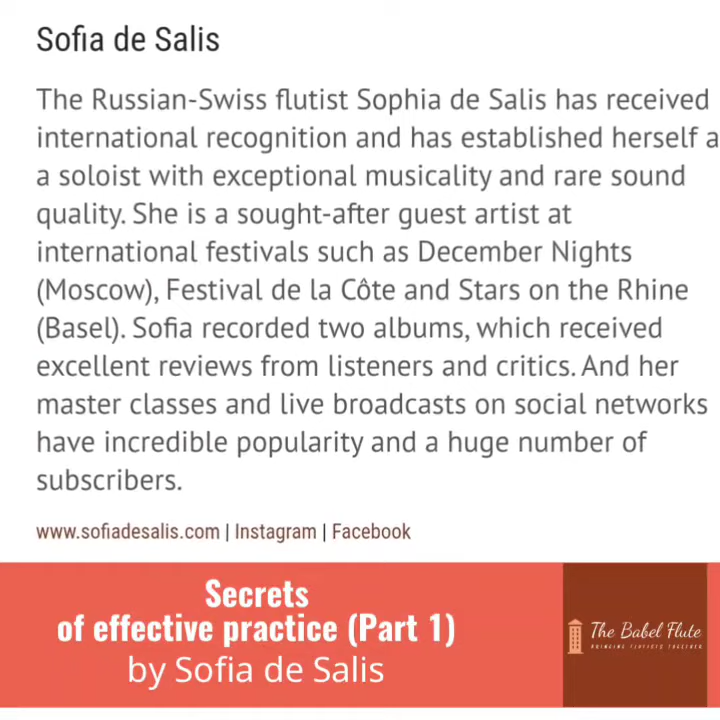 Sofia de Salis
The Russian-Swiss flutist Sophia de Salis has received
international recognition and has established herself a
a soloist with exceptional musicality and rare sound
quality. She is a sought-after guest artist at
international festivals such as December Nights
(Moscow), Festival de la Côte and Stars on the Rhine
(Basel). Sofia recorded two albums, which received
excellent reviews from listeners and critics. And her
master classes and live broadcasts on social networks
have incredible popularity and a huge number of
subscribers.
www.sofiadesalis.com | Instagram | Facebook
Secrets
of effective practice (Part 1)
by Sofia de Salis
The Babel Flute
BRINGING FLUTISTS TOGETHER